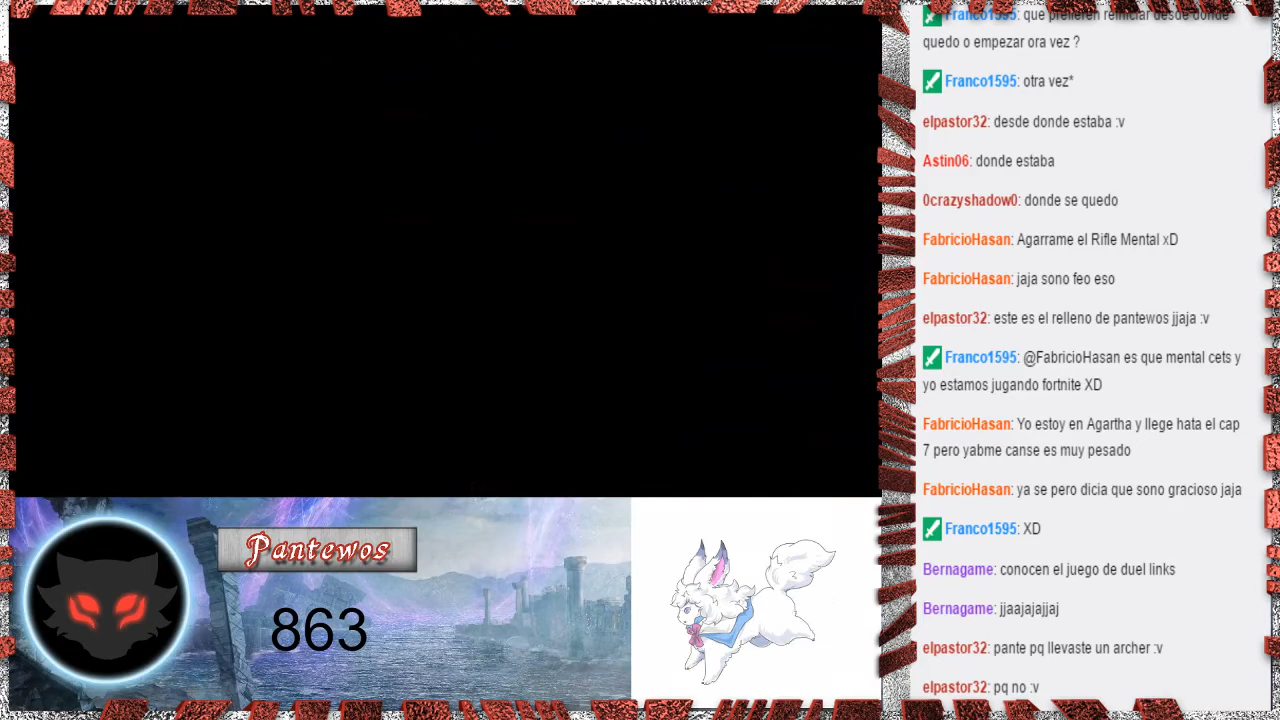 Pantewos
863
Franco1595: que prefieren reiniciar desde donde
quedo o empezar ora vez ?
Franco1595: otra vez*
elpastor32: desde donde estaba :v
Astin06: donde estaba
0crazyshadow0: donde se quedo
FabricioHasan: Agarrame el Rifle Mental xD
FabricioHasan: jaja sono feo eso
elpastor32: este es el relleno de pantewos jjaja :v
Franco1595: @FabricioHasan es que mental cets y
yo estamos jugando fortnite XD
FabricioHasan: Yo estoy en Agartha y llege hata el cap
7 pero yabme canse es muy pesado
FabricioHasan: ya se pero dicia que sono gracioso jaja
Franco1595: XD
Bernagame: conocen el juego de duel links
Bernagame: jjaajajajjaj
elpastor32: pante pq llevaste un archer :v
elpastor32: pq no :v